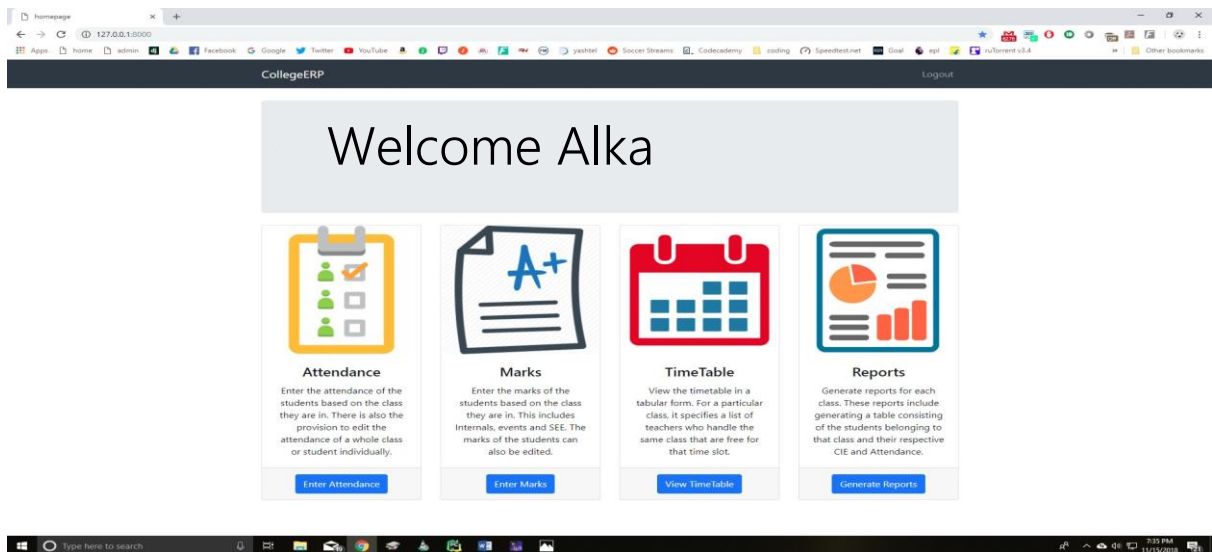 homepage
127.0.0.1:8000
Apps home admin Facebook Google Twitter YouTube yashtel Soccer Streams Codecademy coding Speedtest.net Goal epl ruTorrent v3.4 Other bookmarks
CollegeERP Logout
Welcome Alka
A+
Attendance
Enter the attendance of the
students based on the class
they are in. There is also the
provision to edit the
attendance of a whole class
or student individually.
Enter Attendance
Marks
Enter the marks of the
students based on the class
they are in. This includes
Internals, events and SEE. The
marks of the students can
also be edited.
Enter Marks
TimeTable
View the timetable in a
tabular form. For a particular
class, it specifies a list of
teachers who handle the
same class that are free for
that time slot.
View TimeTable
Reports
Generate reports for each
class. These reports include
generating a table consisting
of the students belonging to
that class and their respective
CIE and Attendance.
Generate Reports
Type here to search
7:35 PM
11/15/2018